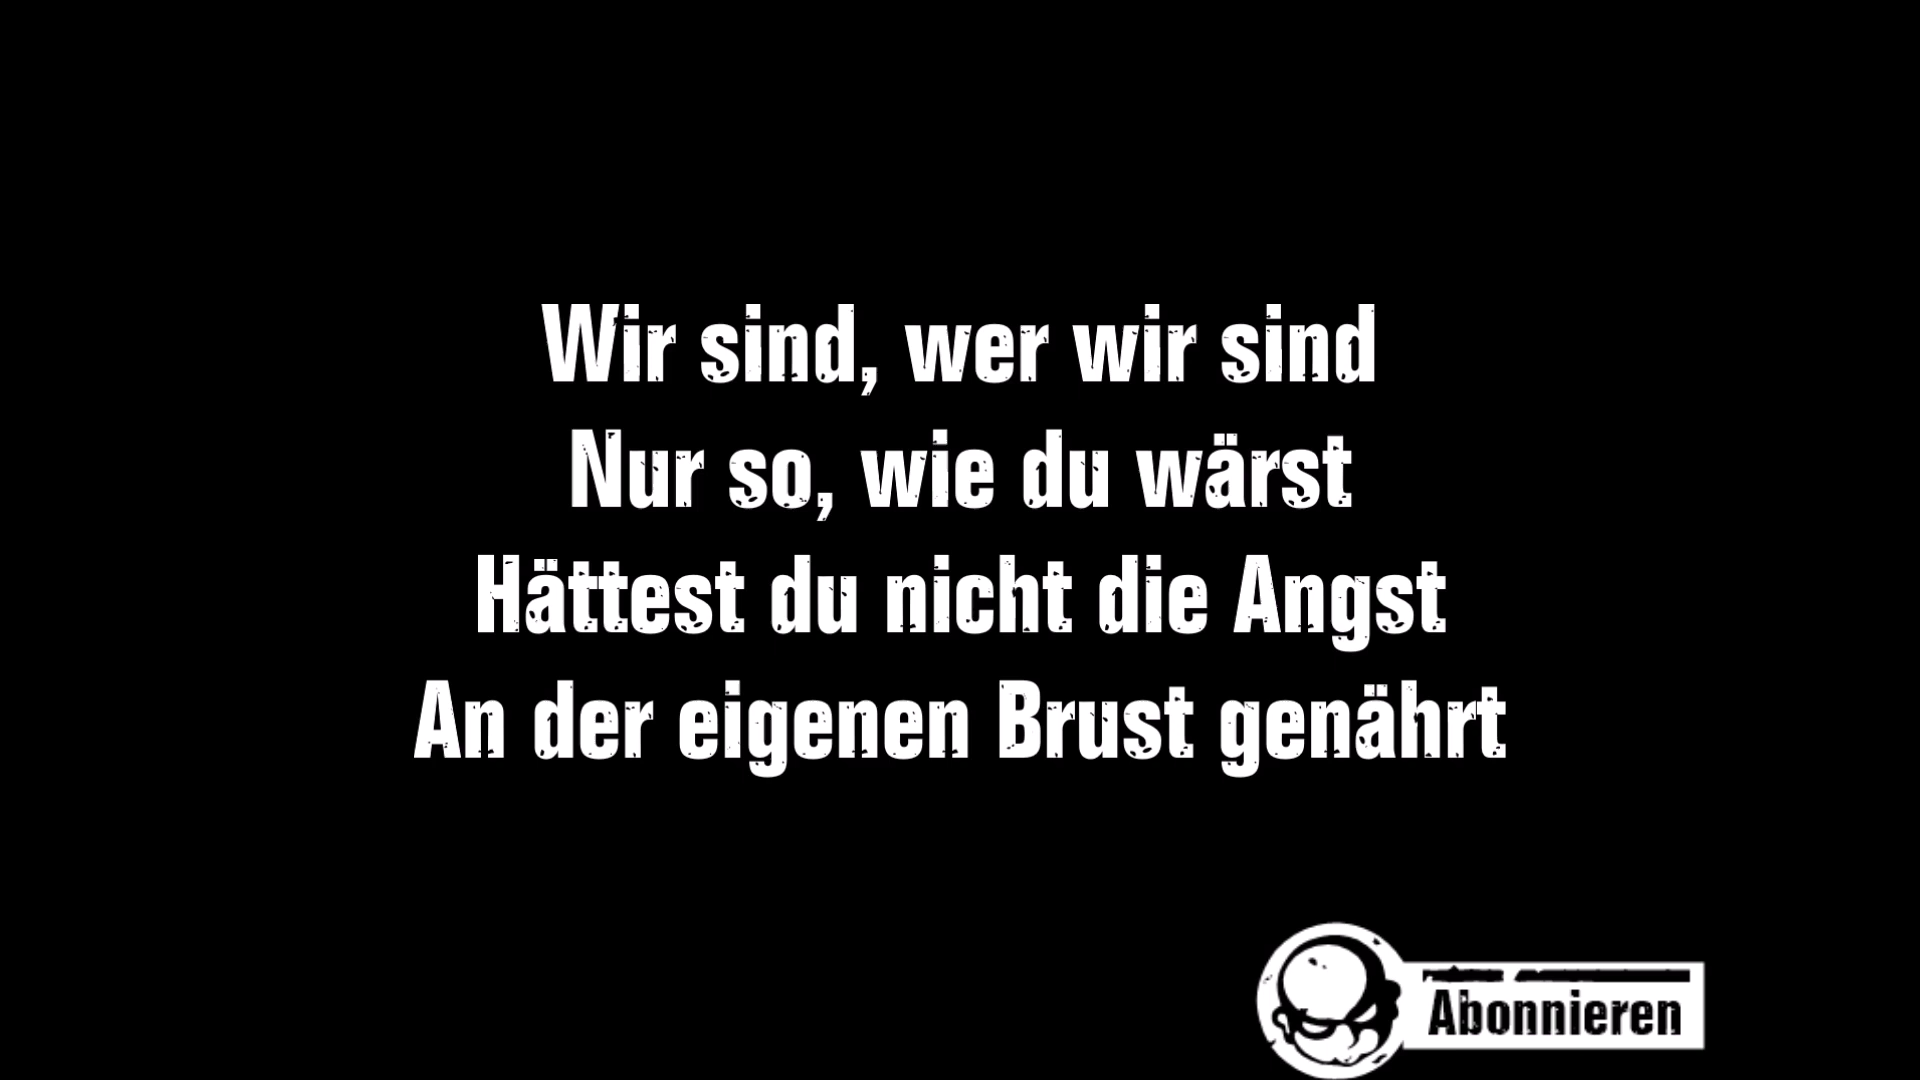 Wir sind, wer wir sind
Nur so, wie du wärst
Hättest du nicht die Angst
An der eigenen Brust genährt
Abonnieren